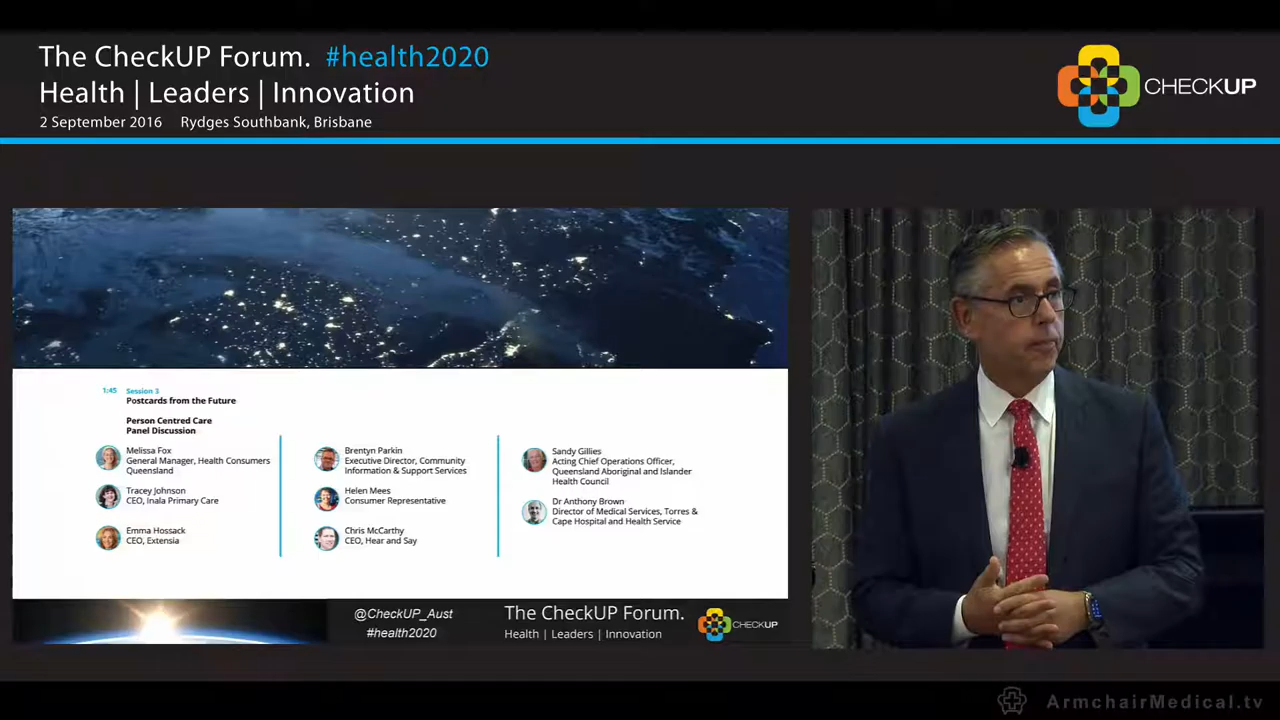 The CheckUP Forum. #health2020
Health | Leaders | Innovation
2 September 2016 Rydges Southbank, Brisbane
CHECKUP
1:45 Session 3
Postcards from the Future
Person Centred Care
Panel Discussion
Melissa Fox
General Manager, Health Consumers
Queensland
Tracey Johnson
CEO, Inala Primary Care
Emma Hossack
CEO, Extensia
Brentyn Parkin
Executive Director, Community
Information & Support Services
Helen Mees
Consumer Representative
Chris McCarthy
CEO, Hear and Say
Sandy Gillies
Acting Chief Operations Officer,
Queensland Aboriginal and Islander
Health Council
Dr Anthony Brown
Director of Medical Services, Torres &
Cape Hospital and Health Service
@CheckUP_Aust
#health2020
The CheckUP Forum.
Health | Leaders | Innovation
CHECKUP
ArmchairMedical.tv